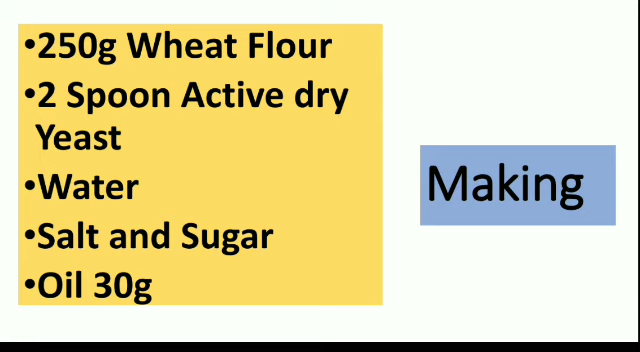 •250g Wheat Flour
•2 Spoon Active dry
Yeast
•Water
•Salt and Sugar
•Oil 30g
Making